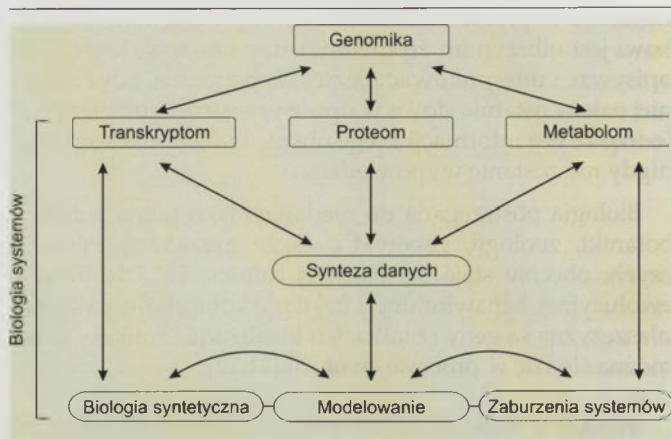 Genomika
Transkryptom
Proteom
Metabolom
Biologia systemów
Synteza danych
Biologia syntetyczna
Modelowanie
Zaburzenia systemów